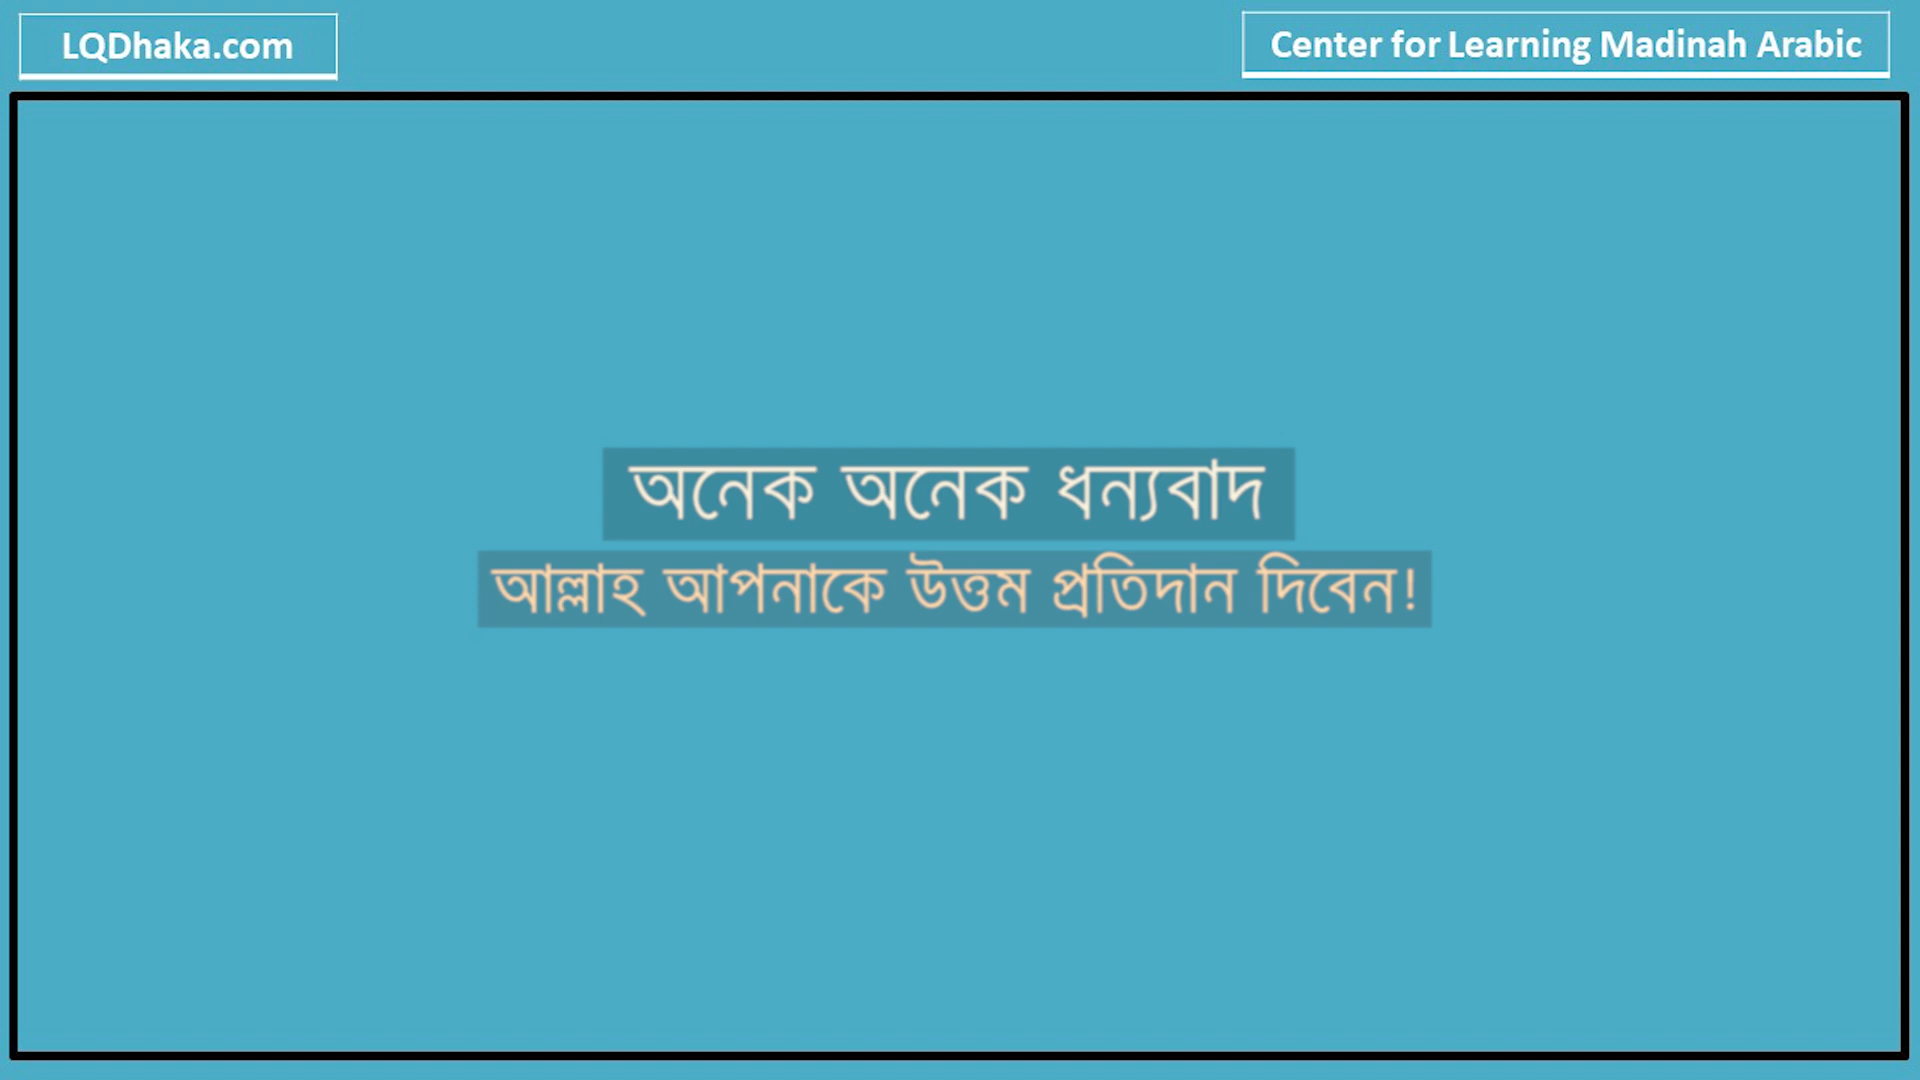 LQDhaka.com
Center for Learning Madinah Arabic
অনেক অনেক ধন্যবাদ
আল্লাহ আপনাকে উত্তম প্রতিদান দিবেন!